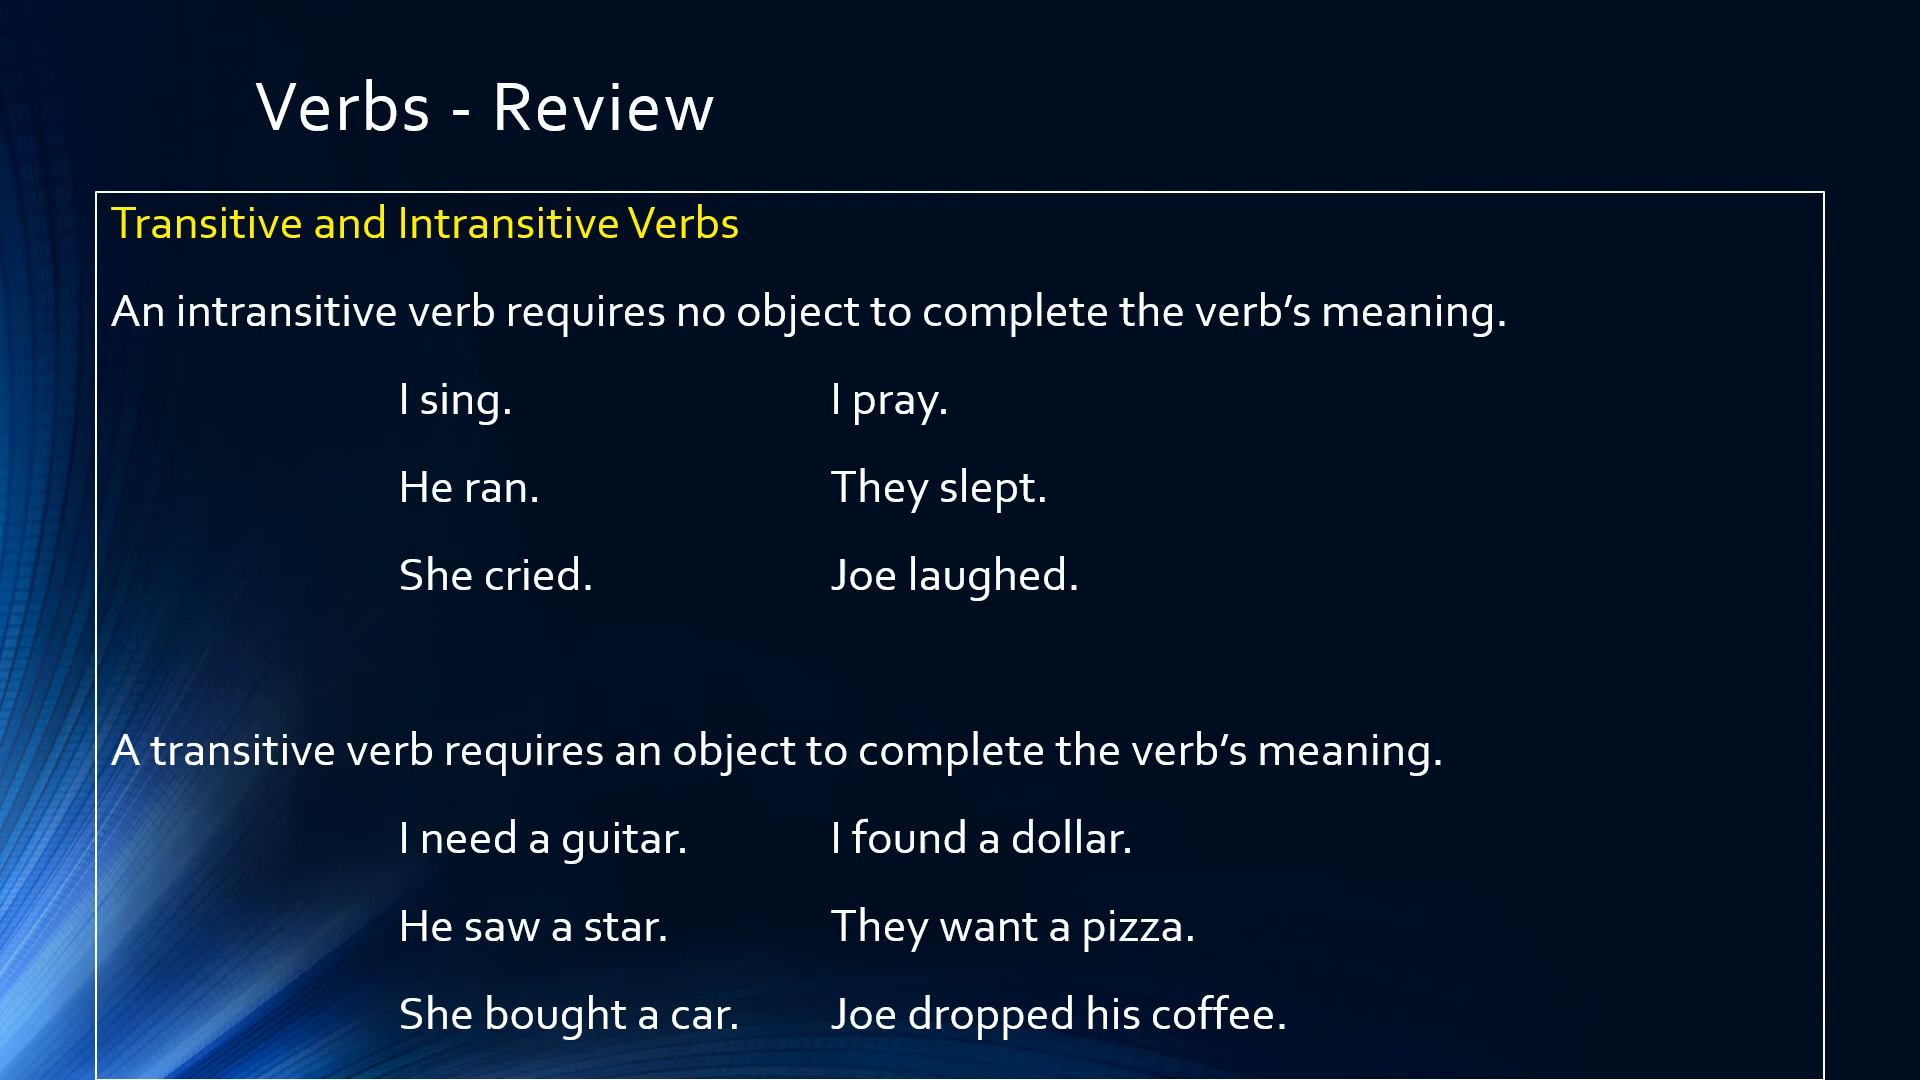 Verbs - Review
Transitive and Intransitive Verbs
An intransitive verb requires no object to complete the verb’s meaning.
I sing. I pray.
He ran. They slept.
She cried. Joe laughed.
A transitive verb requires an object to complete the verb’s meaning.
I need a guitar. I found a dollar.
He saw a star. They want a pizza.
She bought a car. Joe dropped his coffee.